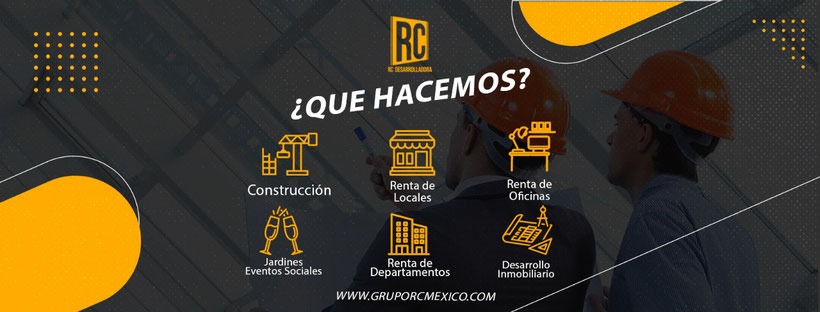 RC
RC DESARROLLADORA
¿QUE HACEMOS?
Construcción
Renta de
Locales
Renta de
Oficinas
Jardines
Eventos Sociales
Renta de
Departamentos
Desarrollo
Inmobiliario
WWW.GRUPORCMEXICO.COM